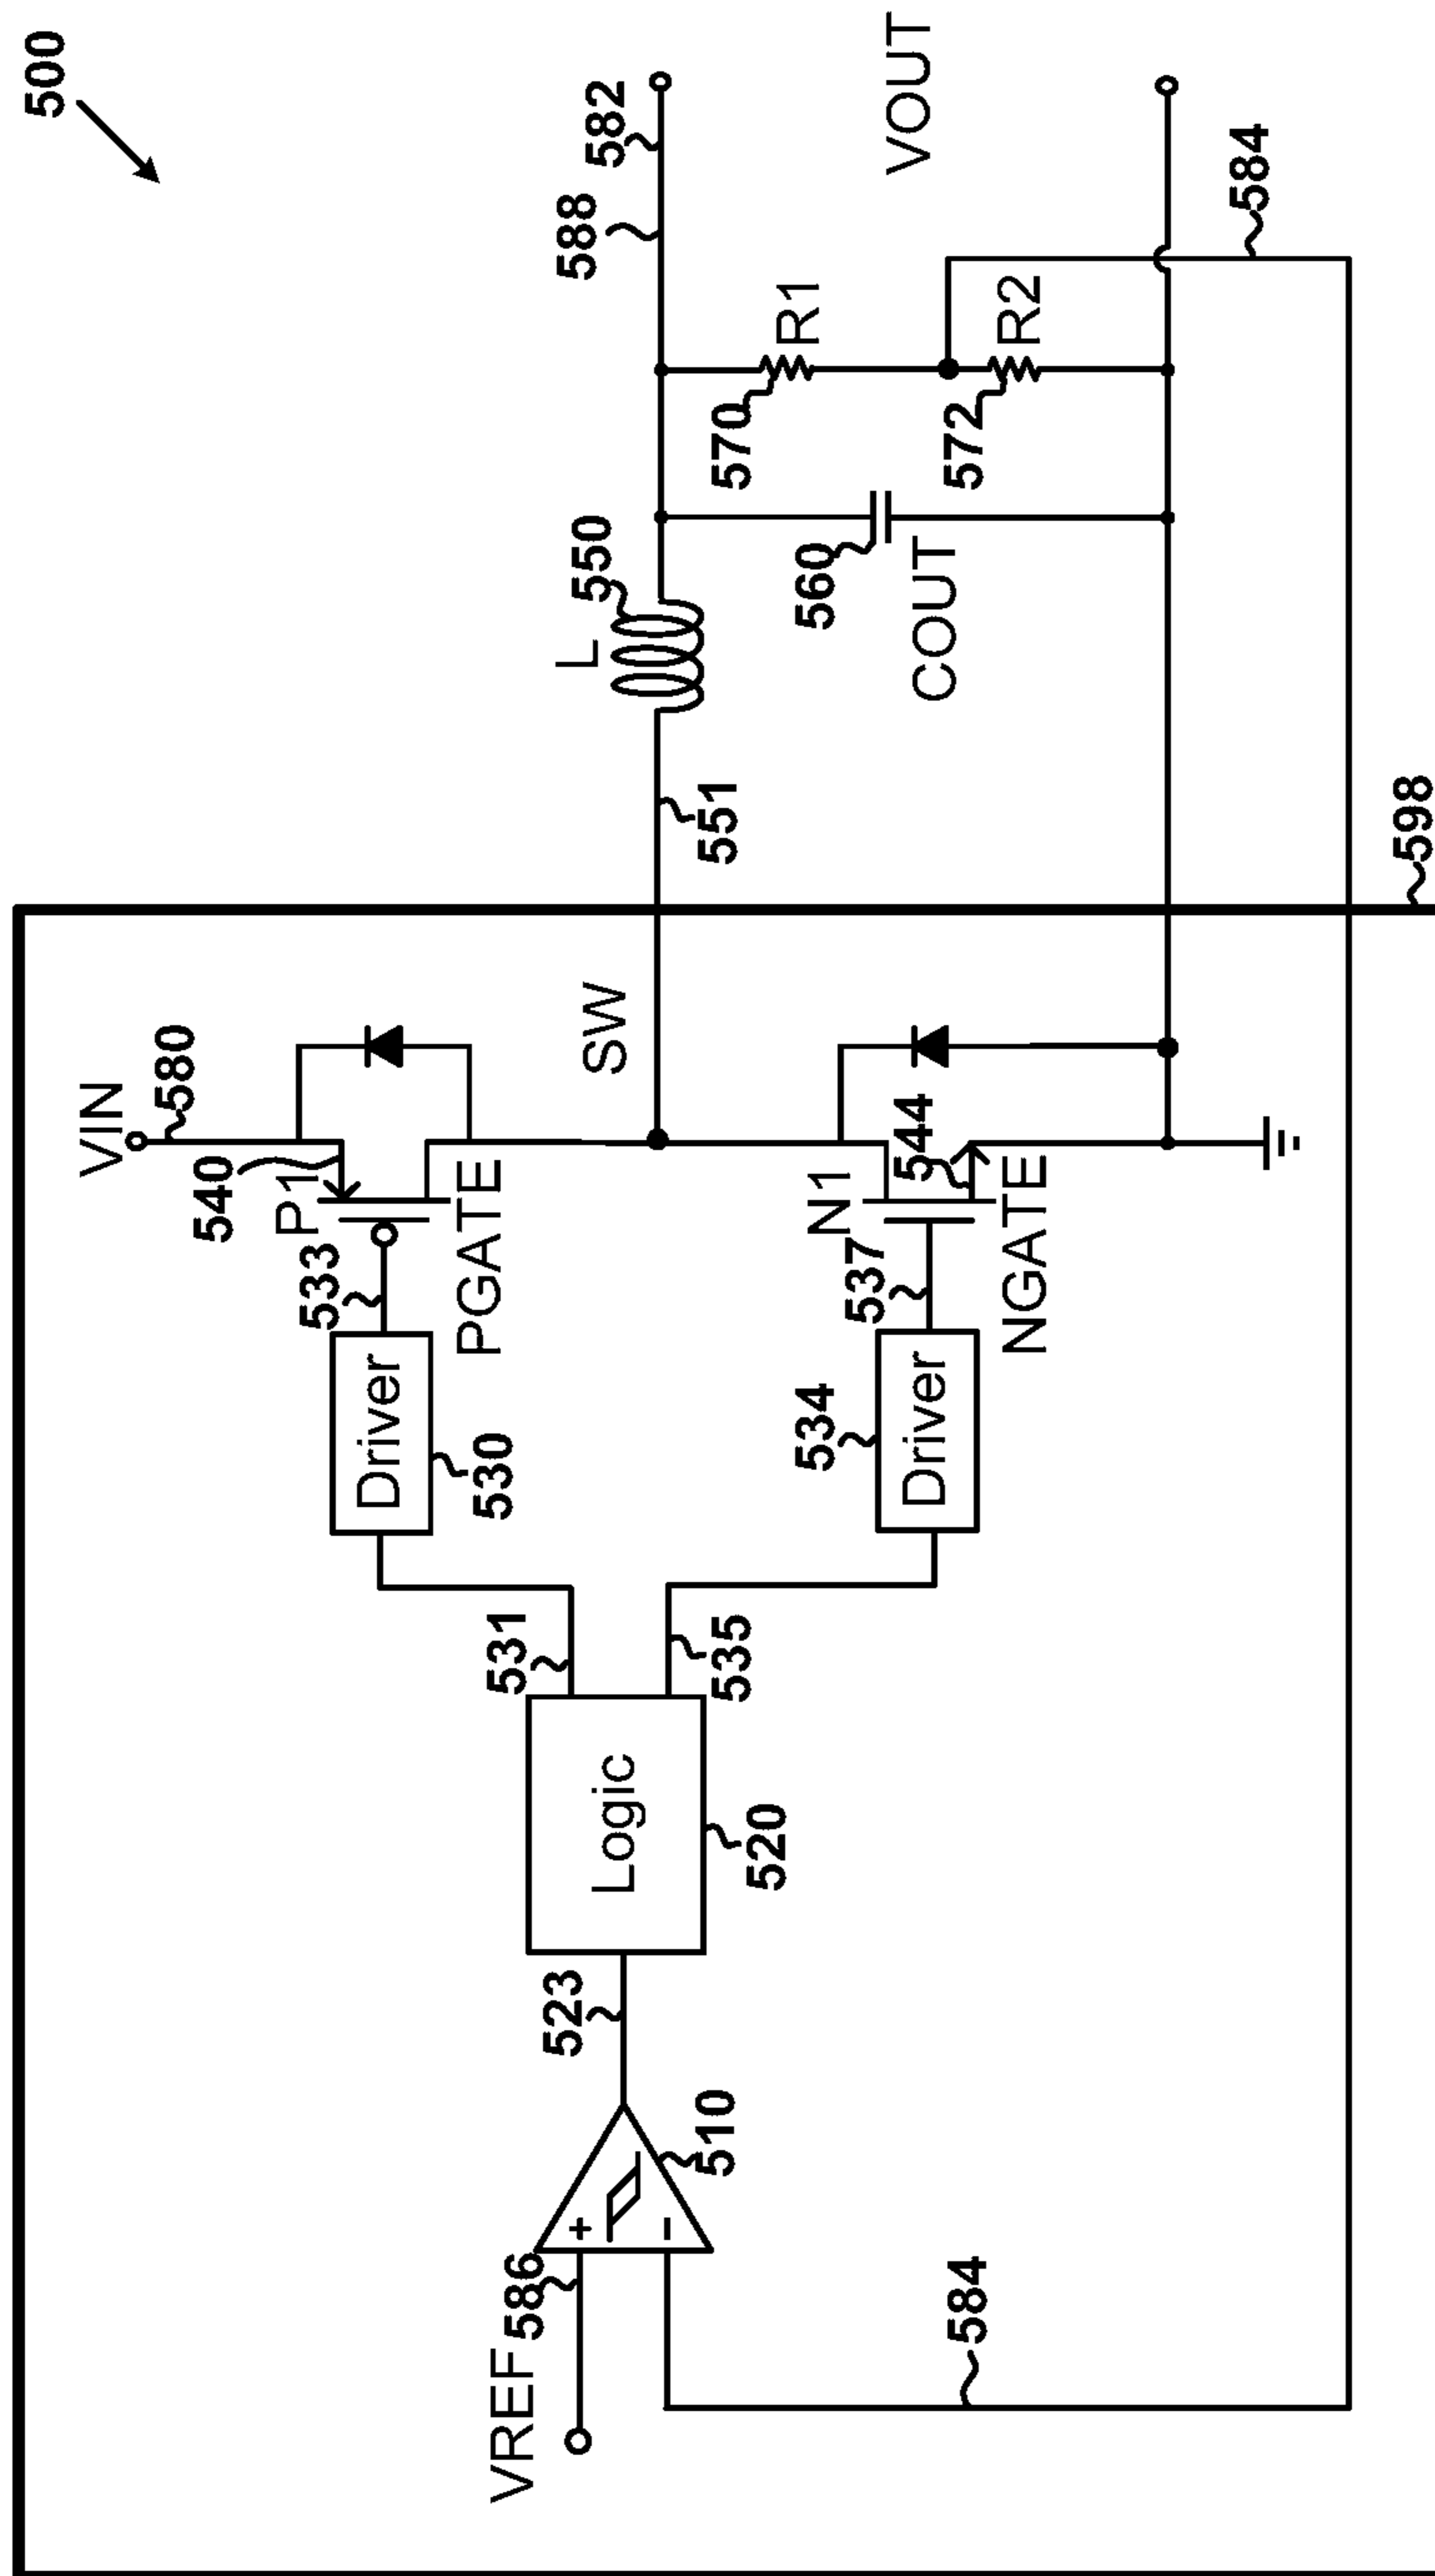 500
VIN
580
540
P1
533
PGATE
Driver
530
531
SW
551
L
550
588
582
VOUT
570
R1
572
R2
560
COUT
584
VREF
586
+
-
510
523
Logic
520
535
534
Driver
537
N1
544
NGATE
584
598